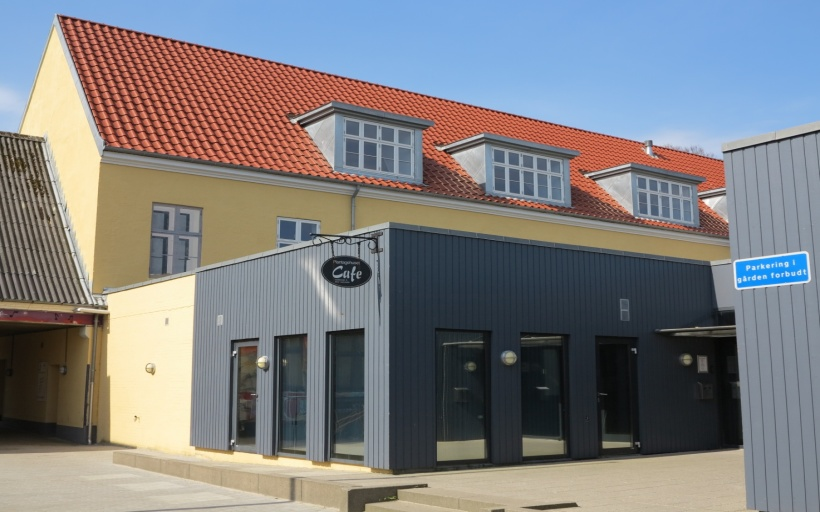 Cafe
Parkering i
gården forbudt